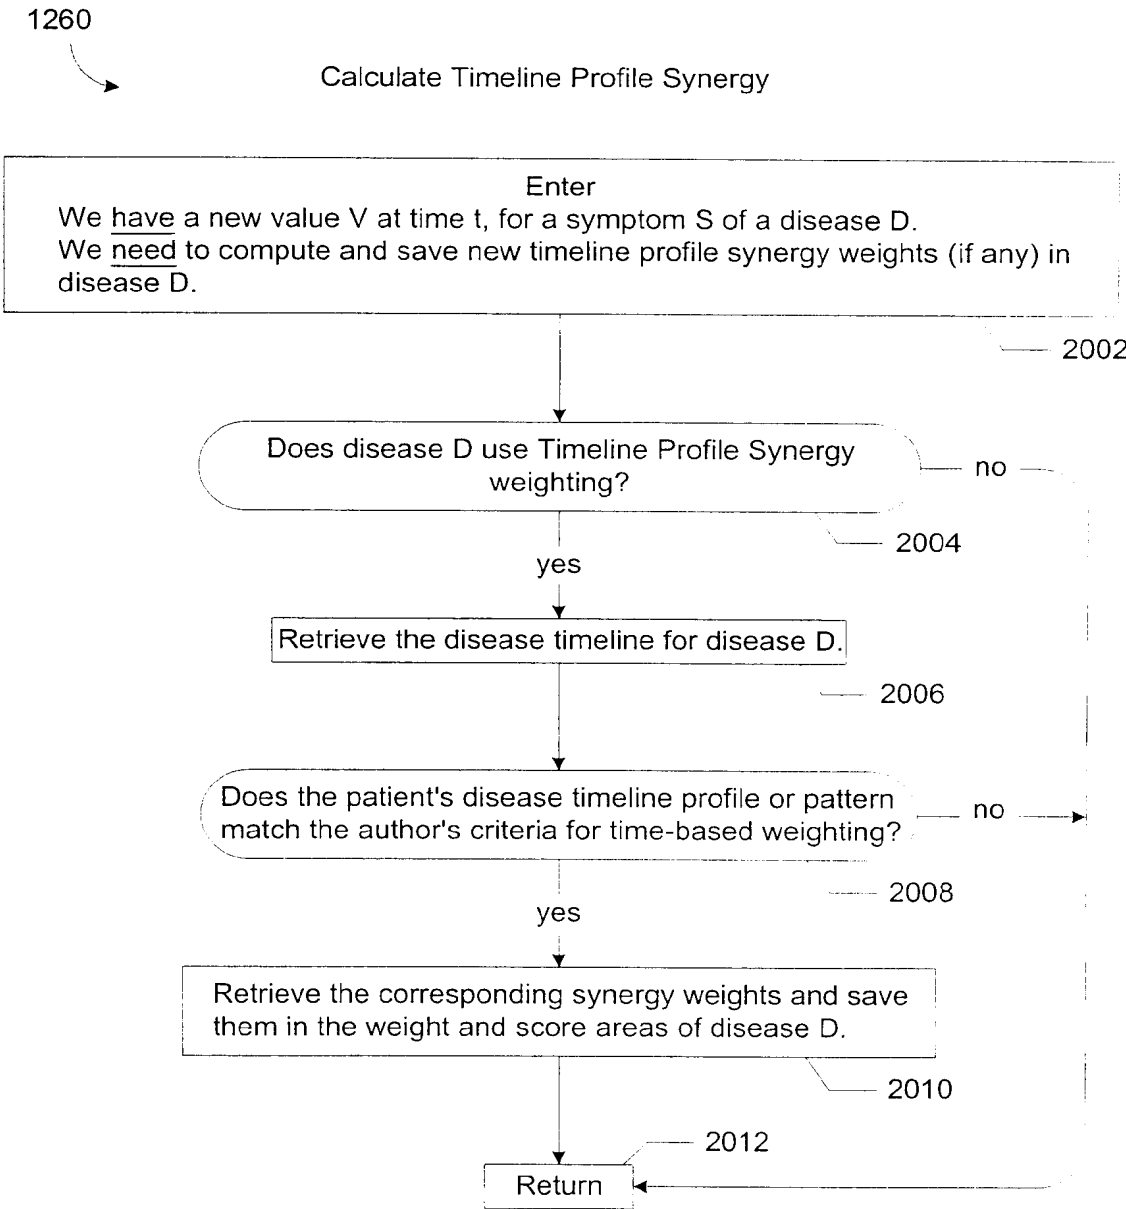 1260
Calculate Timeline Profile Synergy
Enter
We have a new value V at time t, for a symptom S of a disease D.
We need to compute and save new timeline profile synergy weights (if any) in
disease D.
2002
Does disease D use Timeline Profile Synergy
weighting?
no
2004
yes
Retrieve the disease timeline for disease D.
2006
Does the patient's disease timeline profile or pattern
match the author's criteria for time-based weighting?
no
2008
yes
Retrieve the corresponding synergy weights and save
them in the weight and score areas of disease D.
2010
2012
Return